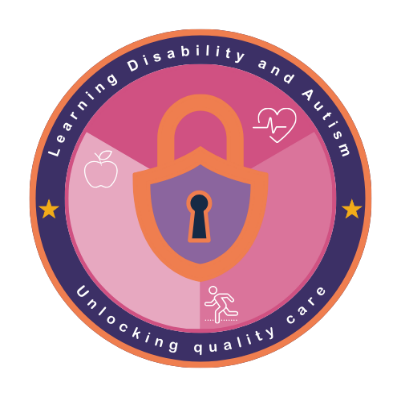 Learning Disability and Autism
Unlocking quality care